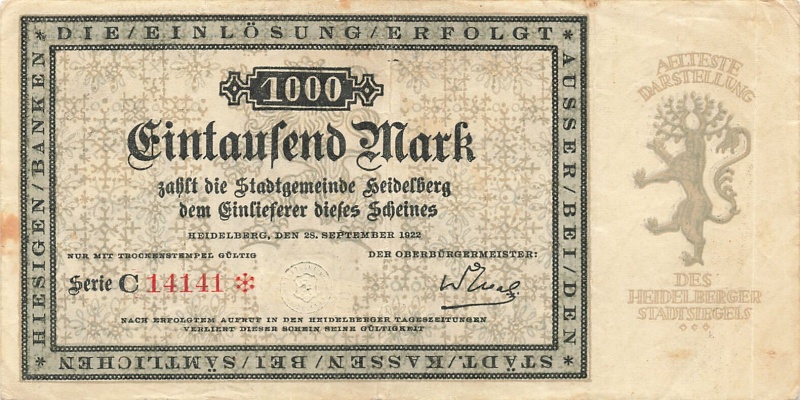 * DIE / EINLÖSUNG / ERFOLGT *
AUSSER / BEI / DEN *
STÄDT. / KASSEN / BEI / SÄMTLICHEN
* HIESIGEN / BANKEN
1000
Eintausend Mark
zahlt die Stadtgemeinde Heidelberg
dem Einlieferer dieses Scheines
HEIDELBERG, DEN 28. SEPTEMBER 1922
NUR MIT TROCKENSTEMPEL GÜLTIG
DER OBERBÜRGERMEISTER:
Serie C 14141 *
NACH ERFOLGTEM AUFRUF IN DEN HEIDELBERGER TAGESZEITUNGEN
VERLIERT DIESER SCHEIN SEINE GÜLTIGKEIT
AELTESTE
DARSTELLUNG
DES
HEIDELBERGER
STADTSIEGELS